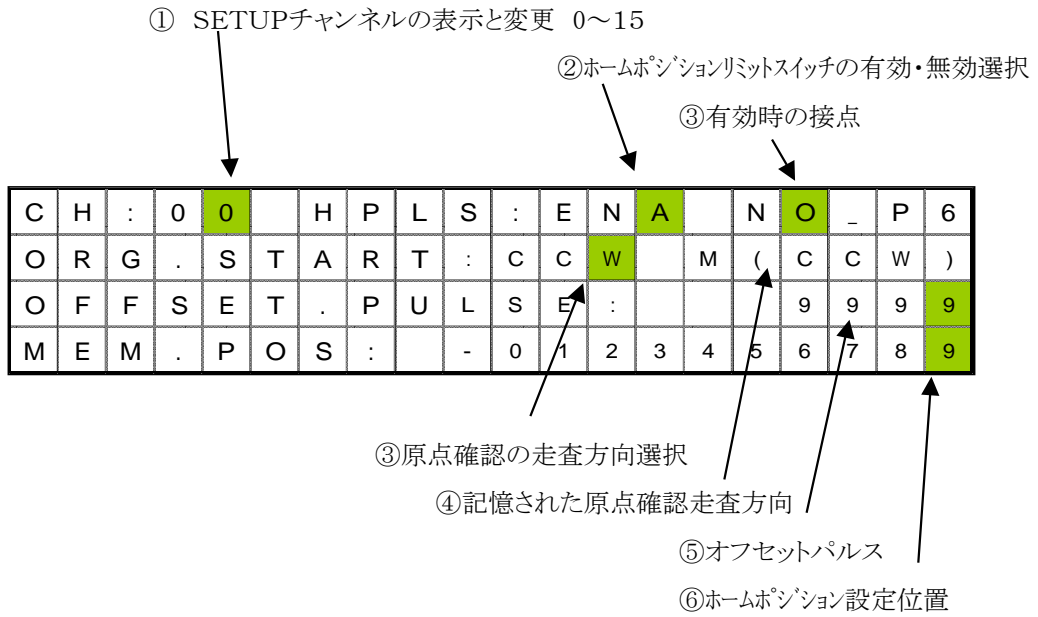 ① SETUPチャンネルの表示と変更 0～15
②ホームポジションリミットスイッチの有効・無効選択
③有効時の接点
CH:00 HPLS:ENA NO_P6
ORG.START:CCW M(CCW)
OFFSET.PULSE:   9999
MEM.POS: -0123456789
③原点確認の走査方向選択
④記憶された原点確認走査方向
⑤オフセットパルス
⑥ホームポジション設定位置